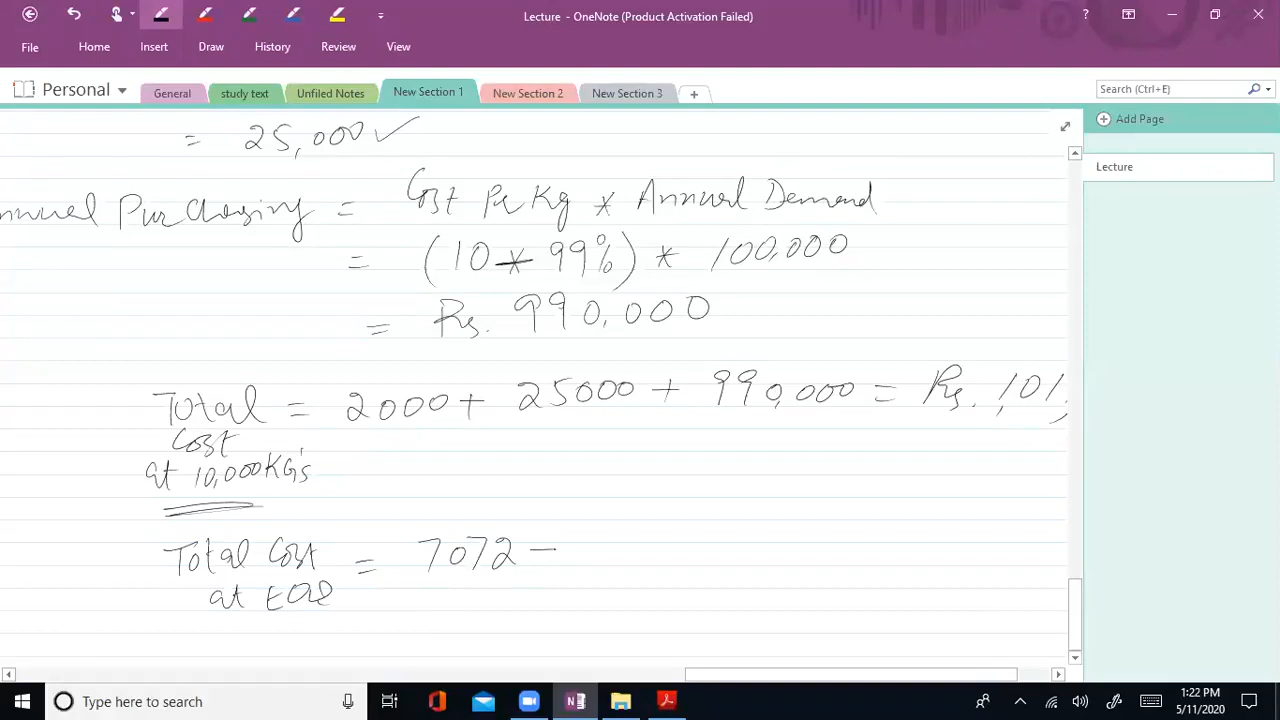 Lecture - OneNote (Product Activation Failed)
File Home Insert Draw History Review View
Personal General study text Unfiled Notes New Section 1 New Section 2 New Section 3 Search (Ctrl+E)
Add Page
Lecture
= 25,000 ✓
nnual Purchasing = Cost Per Kg * Annual Demand
= (10 * 99%) * 100,000
= Rs. 990,000
Total = 2000 + 25000 + 990,000 = Rs. 101,
Cost
at 10,000KG's
Total Cost = 7072 -
at EOQ
Type here to search
1:22 PM
5/11/2020